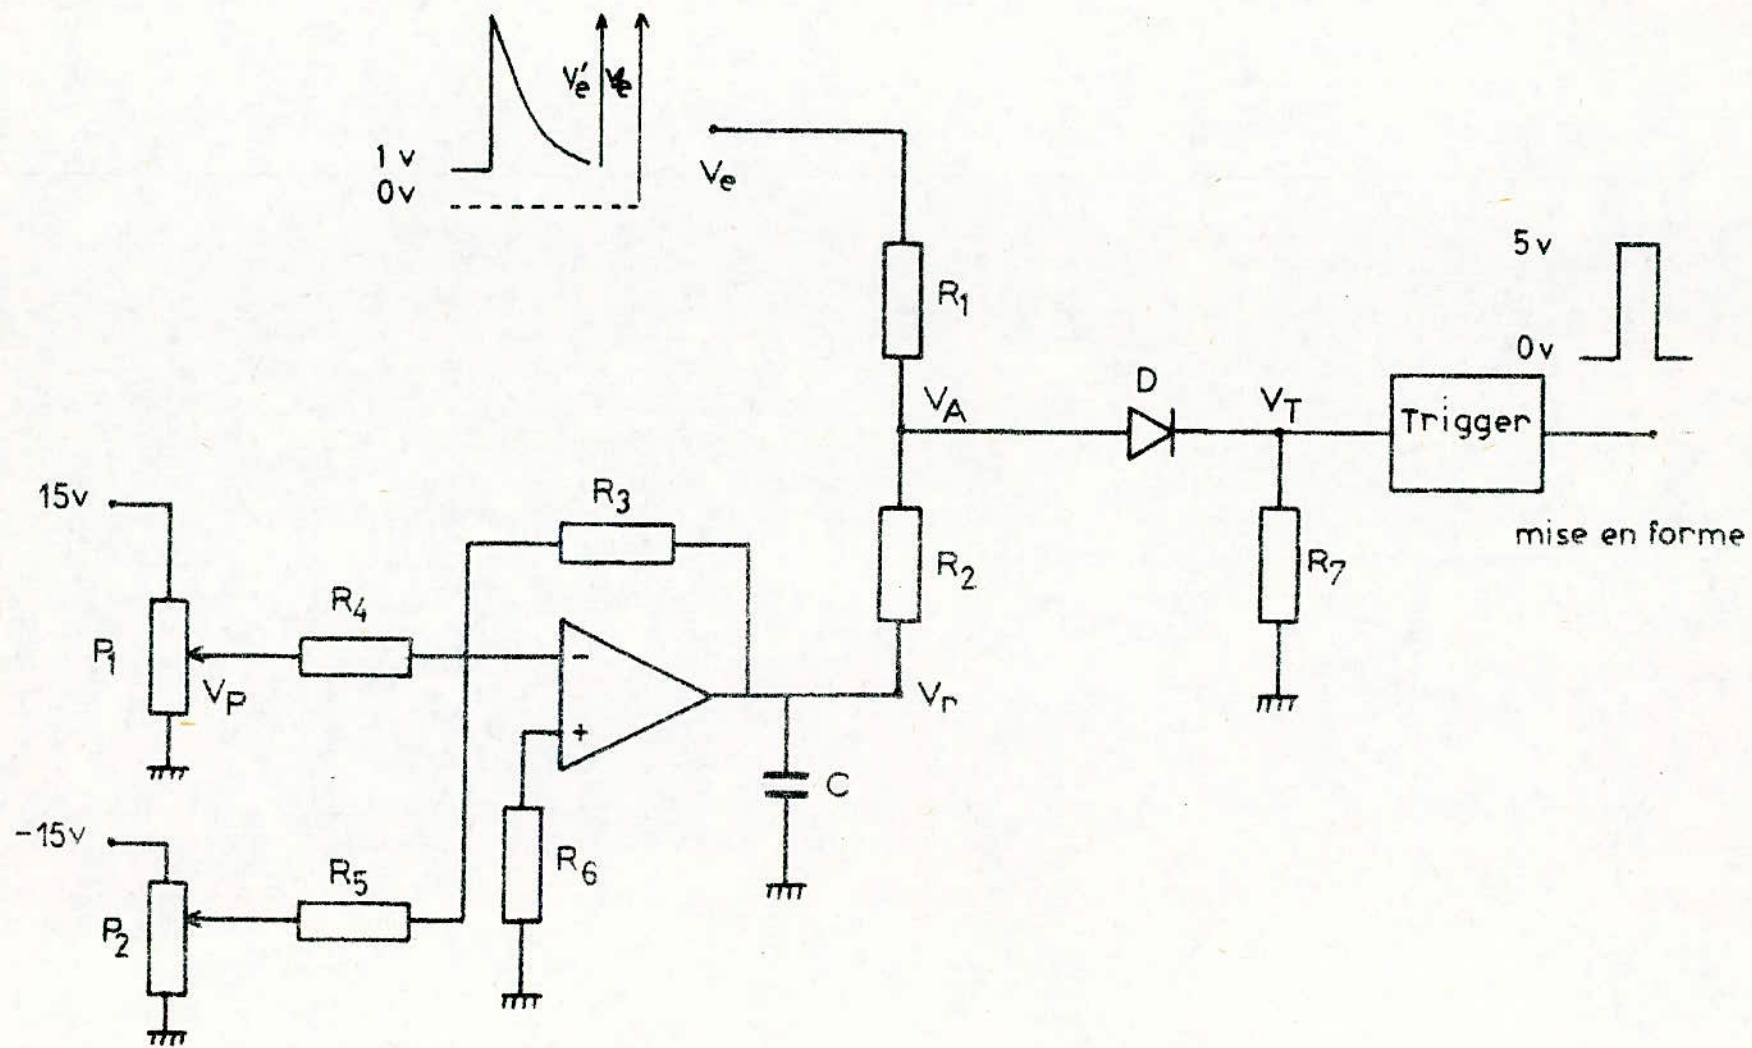 V'e Ve
1v
0v
Ve
R1
5v
0v
VA
D
VT
Trigger
mise en forme
15v
P1
VP
R4
R3
R2
R7
-
+
Vr
C
-15v
P2
R5
R6